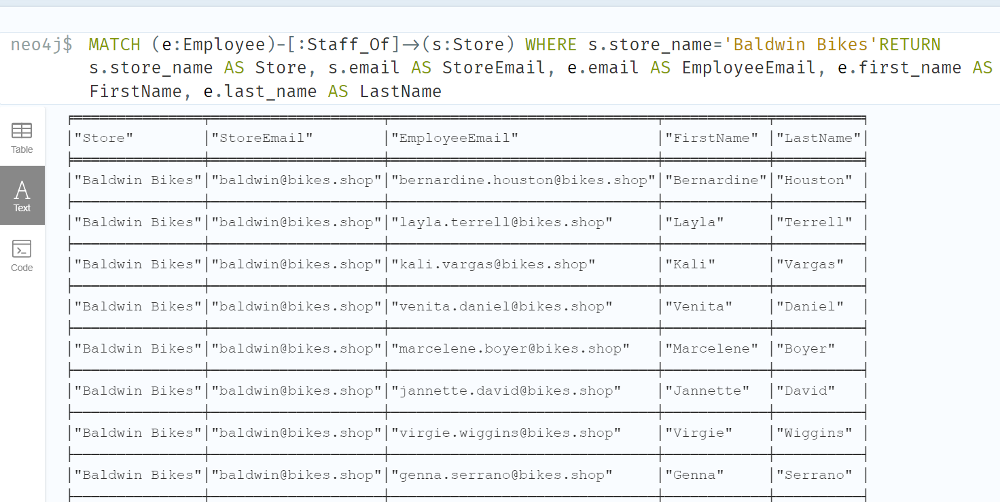 neo4j$ MATCH (e:Employee)-[:Staff_Of]->(s:Store) WHERE s.store_name='Baldwin Bikes'RETURN
s.store_name AS Store, s.email AS StoreEmail, e.email AS EmployeeEmail, e.first_name AS
FirstName, e.last_name AS LastName
Table
Text
Code
"Store" "StoreEmail" "EmployeeEmail" "FirstName" "LastName"
"Baldwin Bikes" "baldwin@bikes.shop" "bernardine.houston@bikes.shop" "Bernardine" "Houston"
"Baldwin Bikes" "baldwin@bikes.shop" "layla.terrell@bikes.shop" "Layla" "Terrell"
"Baldwin Bikes" "baldwin@bikes.shop" "kali.vargas@bikes.shop" "Kali" "Vargas"
"Baldwin Bikes" "baldwin@bikes.shop" "venita.daniel@bikes.shop" "Venita" "Daniel"
"Baldwin Bikes" "baldwin@bikes.shop" "marcelene.boyer@bikes.shop" "Marcelene" "Boyer"
"Baldwin Bikes" "baldwin@bikes.shop" "jannette.david@bikes.shop" "Jannette" "David"
"Baldwin Bikes" "baldwin@bikes.shop" "virgie.wiggins@bikes.shop" "Virgie" "Wiggins"
"Baldwin Bikes" "baldwin@bikes.shop" "genna.serrano@bikes.shop" "Genna" "Serrano"